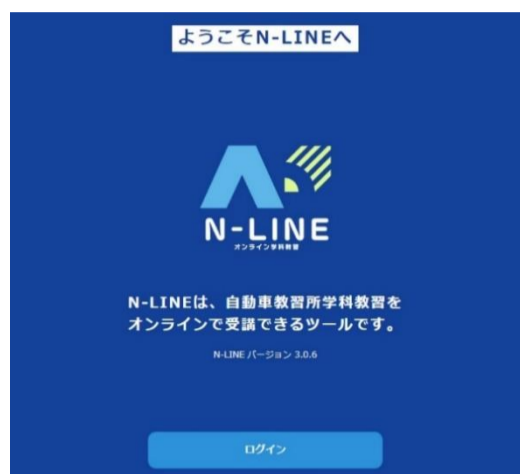 ようこそN-LINEへ
N-LINE
オンライン学科教習
N-LINEは、自動車教習所学科教習を
オンラインで受講できるツールです。
N-LINE バージョン 3.0.6
ログイン